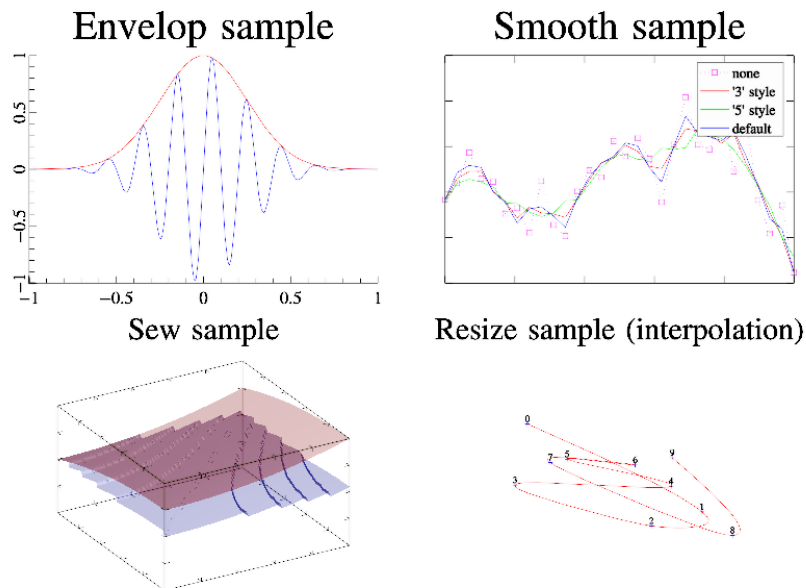 Envelop sample
1
0.5
0
−0.5
−1
−1
−0.5
0
0.5
1
Smooth sample
none
'3' style
'5' style
default
Sew sample
Resize sample (interpolation)
0
7
5
6
9
3
4
1
2
8